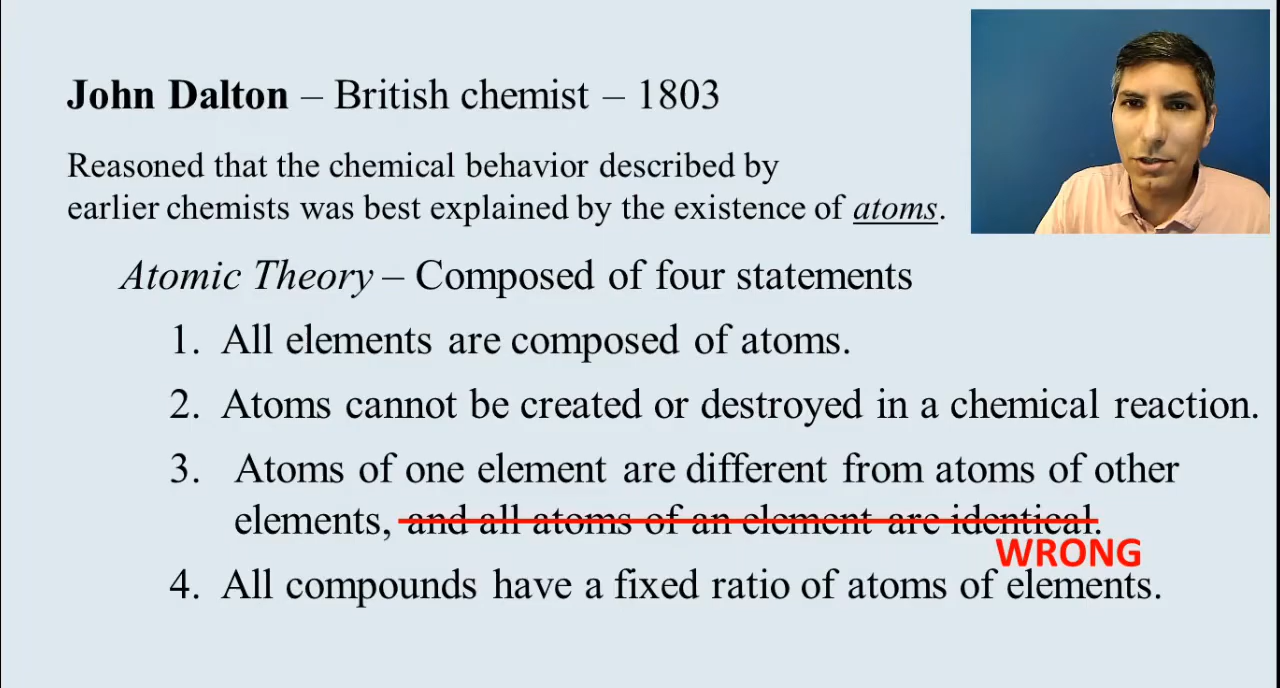 John Dalton – British chemist – 1803
Reasoned that the chemical behavior described by
earlier chemists was best explained by the existence of atoms.
Atomic Theory – Composed of four statements
1. All elements are composed of atoms.
2. Atoms cannot be created or destroyed in a chemical reaction.
3. Atoms of one element are different from atoms of other
elements, and all atoms of an element are identical.
WRONG
4. All compounds have a fixed ratio of atoms of elements.